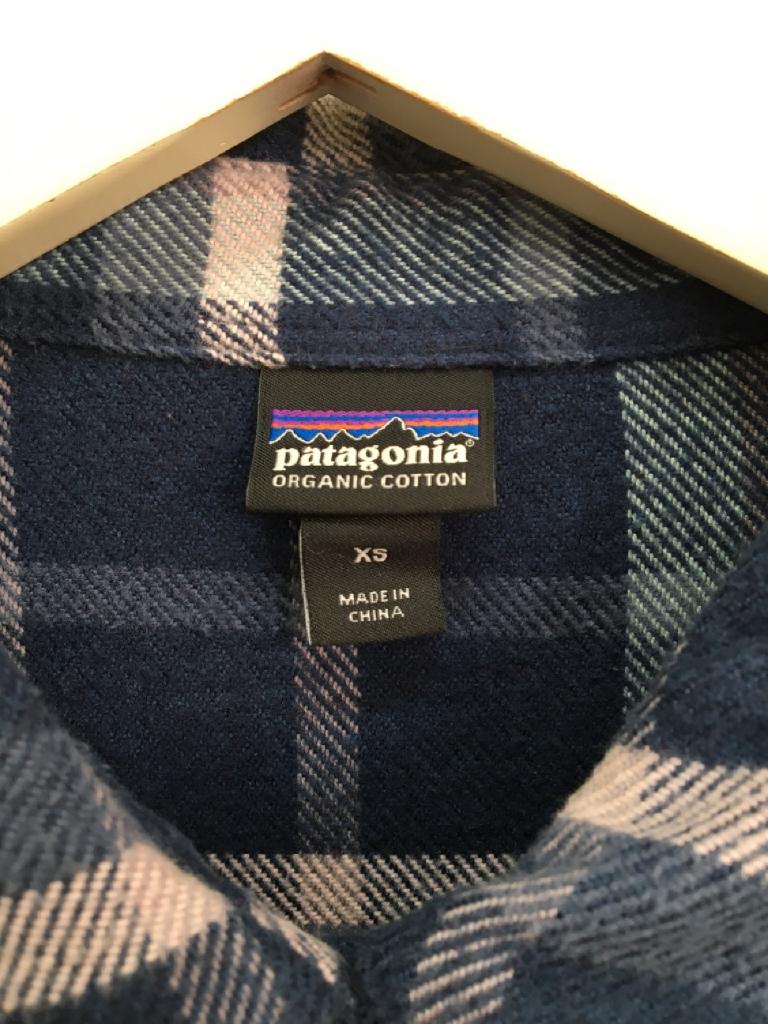 patagonia®
ORGANIC COTTON
XS
MADE IN
CHINA